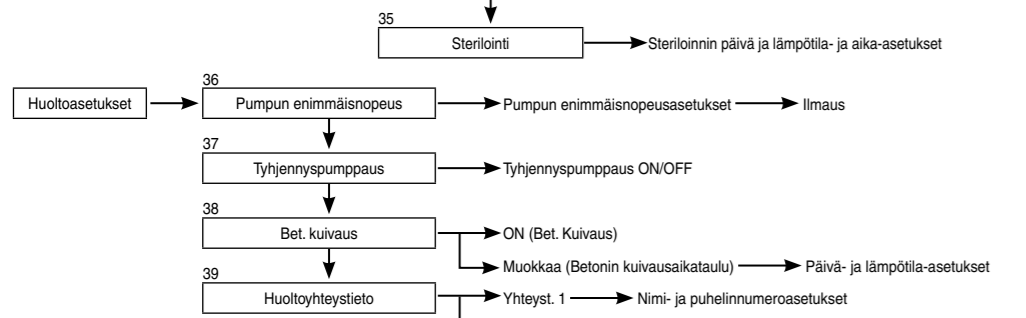 35
Sterilointi Steriloinnin päivä ja lämpötila- ja aika-asetukset
36
Huoltoasetukset Pumpun enimmäisnopeus Pumpun enimmäisnopeusasetukset Ilmaus
37
Tyhjennyspumppaus Tyhjennyspumppaus ON/OFF
38
Bet. kuivaus ON (Bet. Kuivaus)
Muokkaa (Betonin kuivausaikataulu) Päivä- ja lämpötila-asetukset
39
Huoltoyhteystieto Yhteyst. 1 Nimi- ja puhelinnumeroasetukset